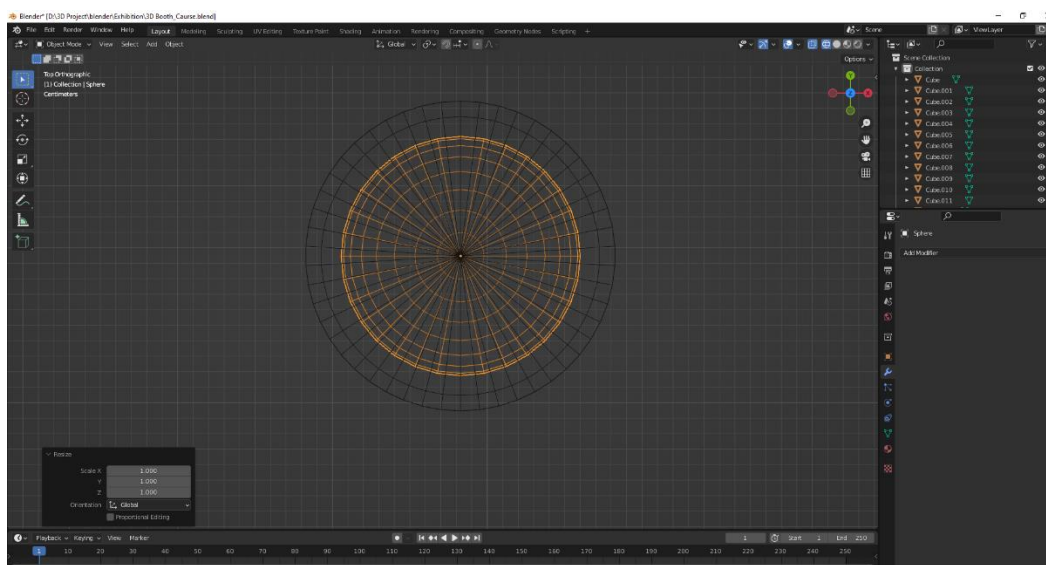 Blender* [D:\3D Project\blender\Exhibition\3D Booth_Caurse.blend]
File Edit Render Window Help Layout Modeling Sculpting UV Editing Texture Paint Shading Animation Rendering Compositing Geometry Nodes Scripting + Scene ViewLayer
Object Mode View Select Add Object Global
Options
Top Orthographic
(1) Collection | Sphere
Centimeters
Y
Z
X
Scene Collection
Collection
Cube
Cube.001
Cube.002
Cube.003
Cube.004
Cube.005
Cube.006
Cube.007
Cube.008
Cube.009
Cube.010
Cube.011
Sphere
Add Modifier
Resize
Scale X 1.000
Y 1.000
Z 1.000
Orientation Global
Proportional Editing
Playback Keying View Marker 1 Start 1 End 250
1 10 20 30 40 50 60 70 80 90 100 110 120 130 140 150 160 170 180 190 200 210 220 230 240 250